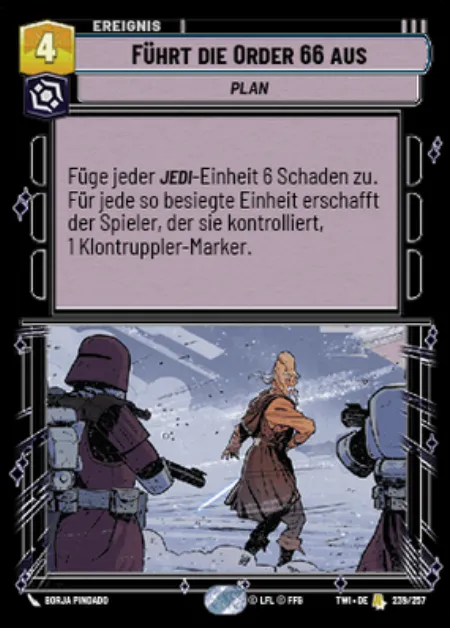 EREIGNIS
4
FÜHRT DIE ORDER 66 AUS
PLAN
Füge jeder JEDI-Einheit 6 Schaden zu.
Für jede so besiegte Einheit erschafft
der Spieler, der sie kontrolliert,
1 Klontruppler-Marker.
BORJA PINDADO
© LFL © FFG
TWI • DE 239/257